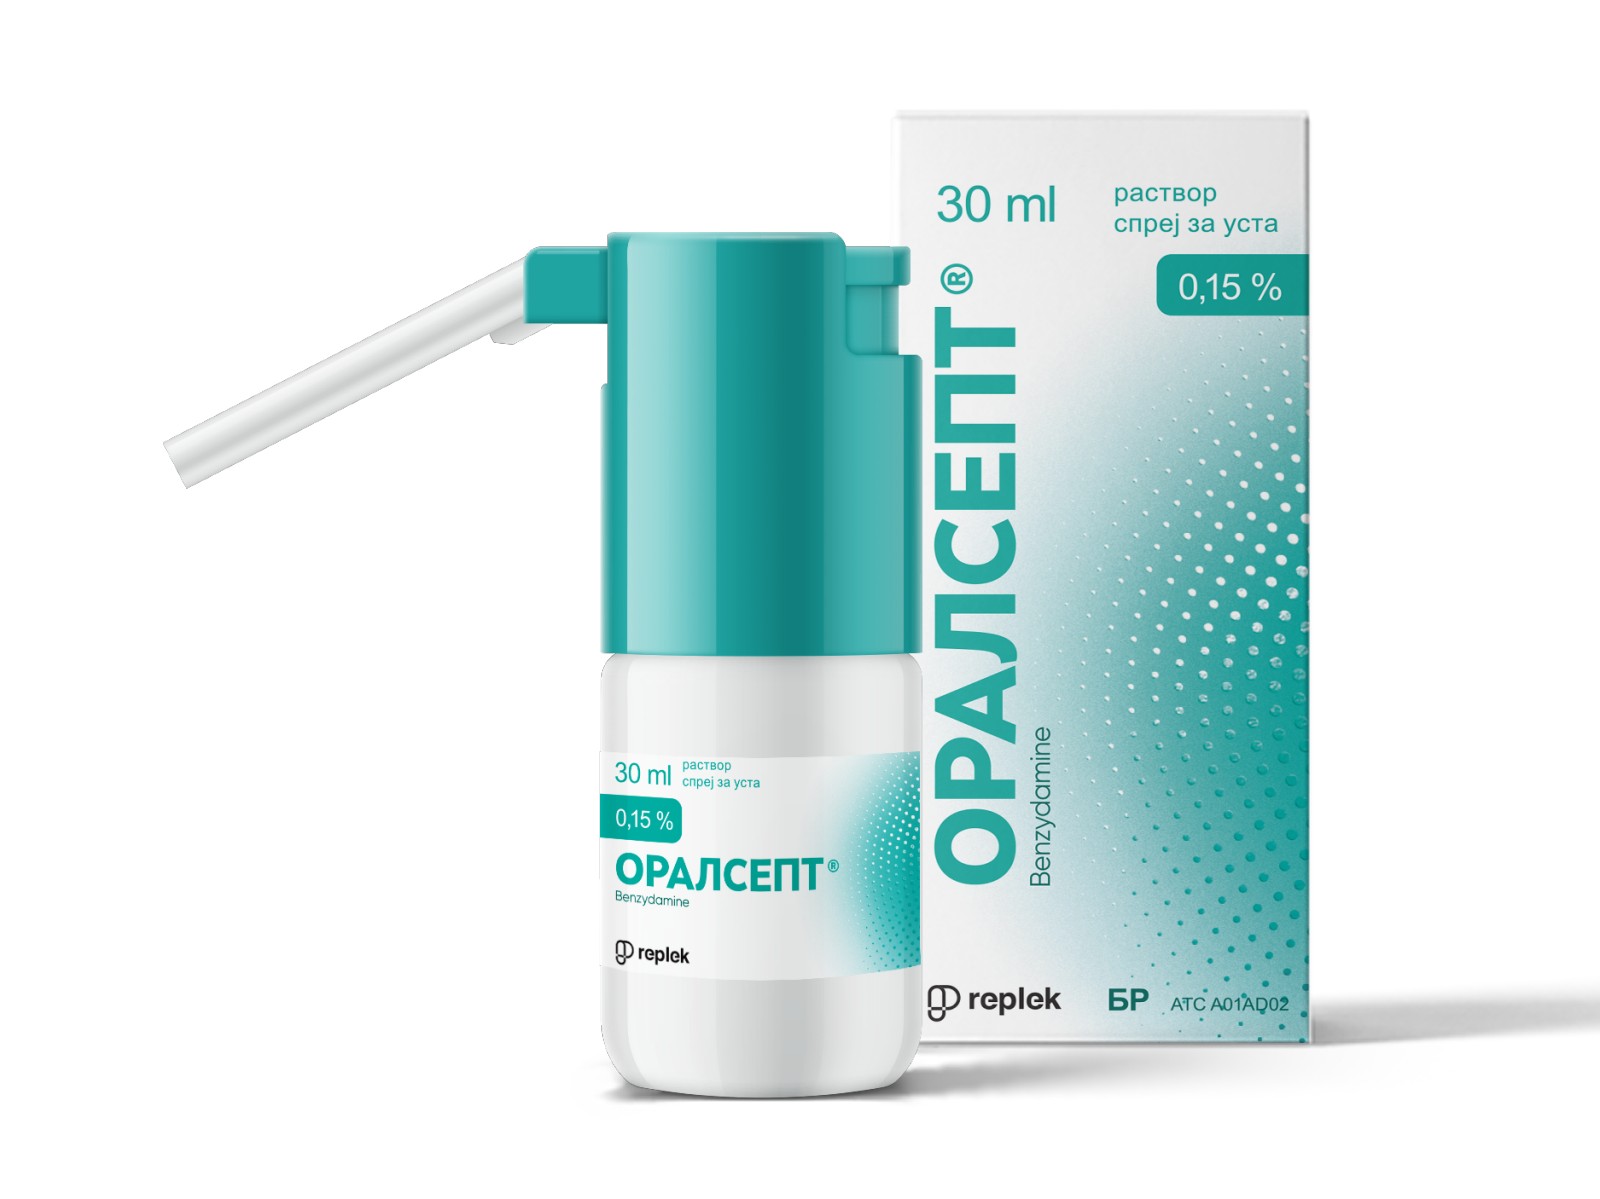 30 ml
раствор
спреј за уста
0,15 %
ОРАЛСЕПТ®
Benzydamine
replek
БР
ATC A01AD02
30 ml
раствор
спреј за уста
0,15 %
ОРАЛСЕПТ®
Benzydamine
replek